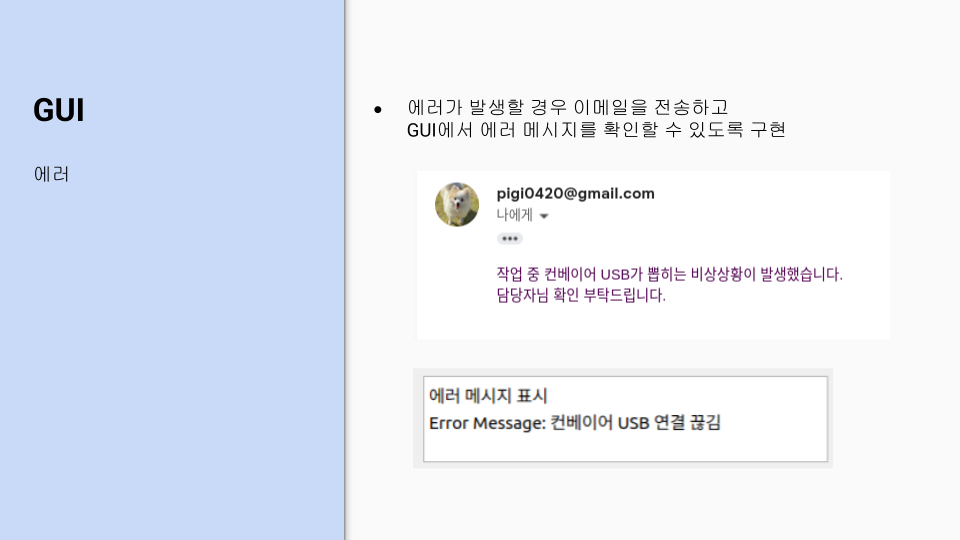 GUI
에러
● 에러가 발생할 경우 이메일을 전송하고
GUI에서 에러 메시지를 확인할 수 있도록 구현
pigi0420@gmail.com
나에게
작업 중 컨베이어 USB가 뽑히는 비상상황이 발생했습니다.
담당자님 확인 부탁드립니다.
에러 메시지 표시
Error Message: 컨베이어 USB 연결 끊김